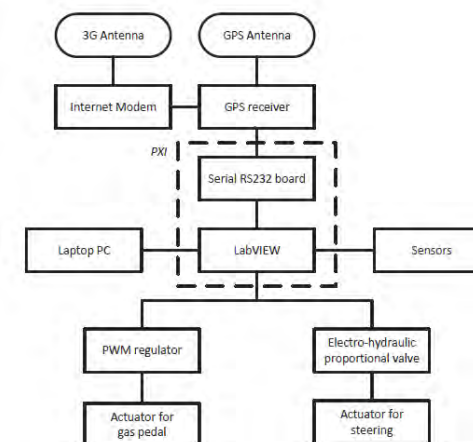 3G Antenna
GPS Antenna
Internet Modem
GPS receiver
PXI
Serial RS232 board
Laptop PC
LabVIEW
Sensors
PWM regulator
Electro-hydraulic
proportional valve
Actuator for
gas pedal
Actuator for
steering